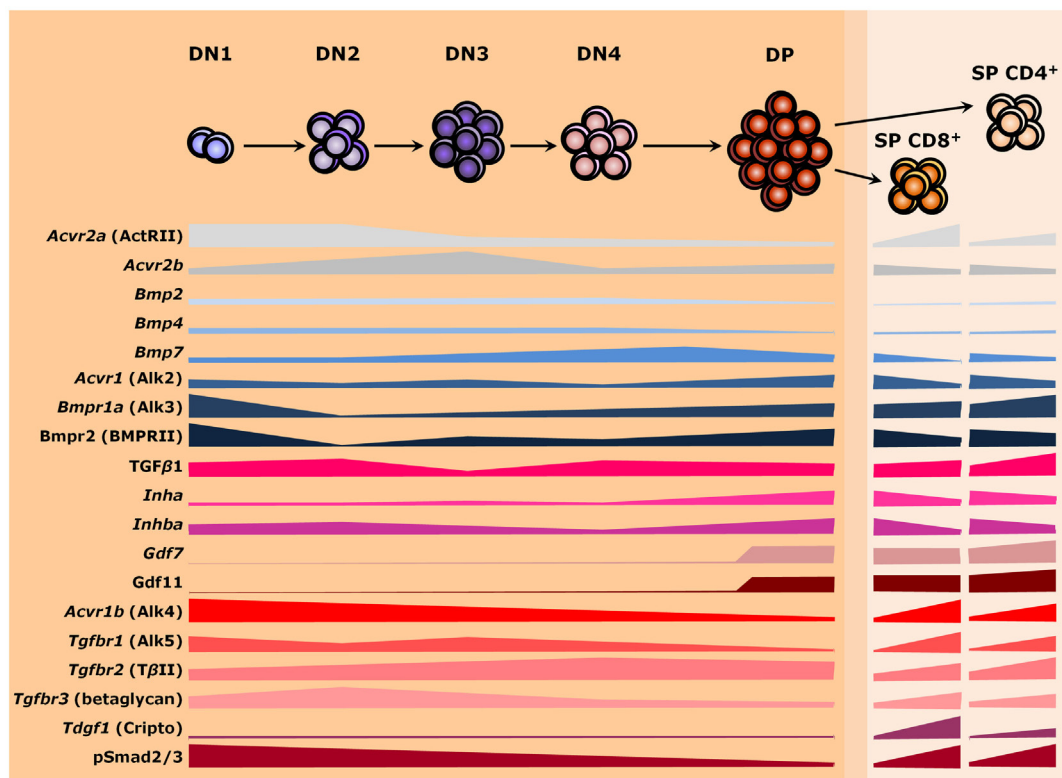 DN1 DN2 DN3 DN4 DP
SP CD4⁺
SP CD8⁺
Acvr2a (ActRII)
Acvr2b
Bmp2
Bmp4
Bmp7
Acvr1 (Alk2)
Bmpr1a (Alk3)
Bmpr2 (BMPRII)
TGFβ1
Inha
Inhba
Gdf7
Gdf11
Acvr1b (Alk4)
Tgfbr1 (Alk5)
Tgfbr2 (TβII)
Tgfbr3 (betaglycan)
Tdgf1 (Cripto)
pSmad2/3